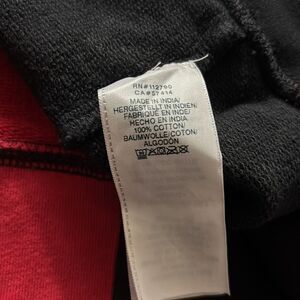 RN#112790
CA#57414
MADE IN INDIA/
HERGESTELLT IN INDIEN/
FABRIQUÉ EN INDE/
HECHO EN INDIA
100% COTTON/
BAUMWOLLE/COTON/
ALGODÓN